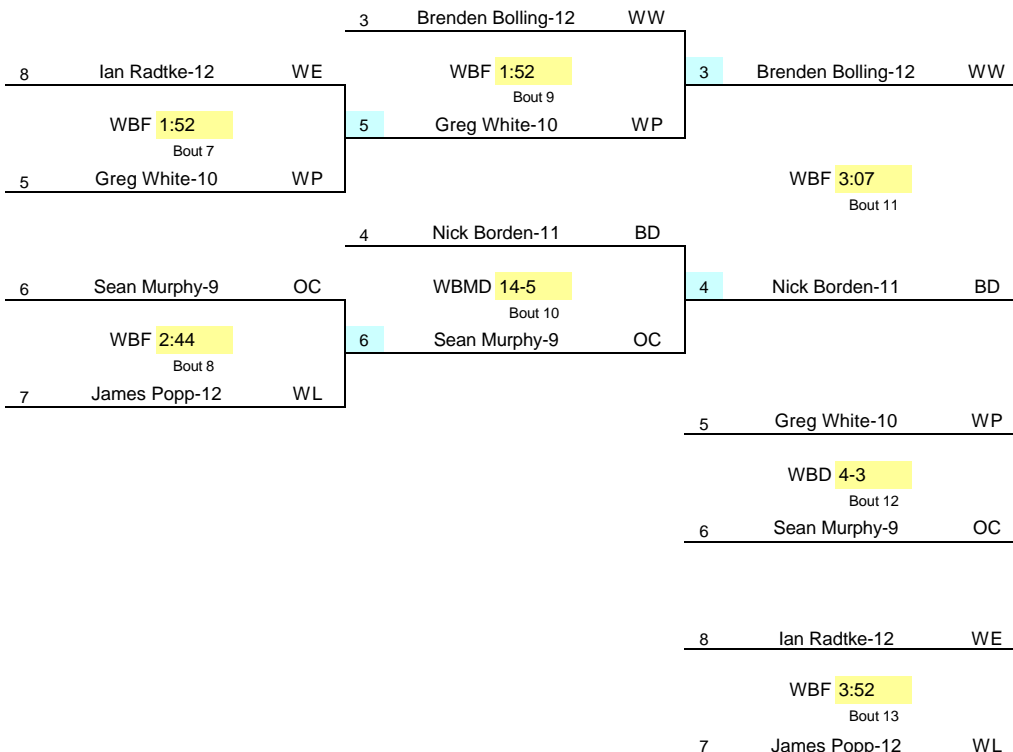 3 Brenden Bolling-12 WW
8 Ian Radtke-12 WE WBF 1:52 3 Brenden Bolling-12 WW
Bout 9
WBF 1:52 5 Greg White-10 WP
Bout 7
5 Greg White-10 WP WBF 3:07
Bout 11
4 Nick Borden-11 BD
6 Sean Murphy-9 OC WBMD 14-5 4 Nick Borden-11 BD
Bout 10
WBF 2:44 6 Sean Murphy-9 OC
Bout 8
7 James Popp-12 WL
5 Greg White-10 WP
WBD 4-3
Bout 12
6 Sean Murphy-9 OC
8 Ian Radtke-12 WE
WBF 3:52
Bout 13
7 James Popp-12 WL